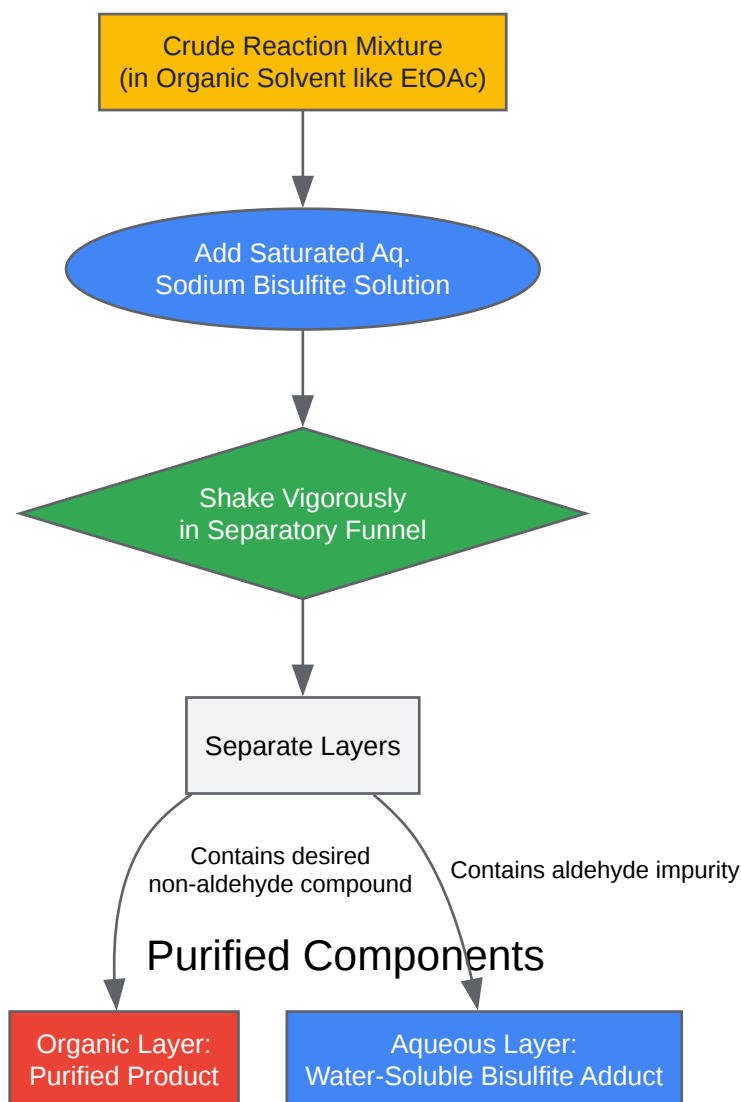 Crude Reaction Mixture
(in Organic Solvent like EtOAc)
Add Saturated Aq.
Sodium Bisulfite Solution
Shake Vigorously
in Separatory Funnel
Separate Layers
Contains desired
non-aldehyde compound
Contains aldehyde impurity
Purified Components
Organic Layer:
Purified Product
Aqueous Layer:
Water-Soluble Bisulfite Adduct